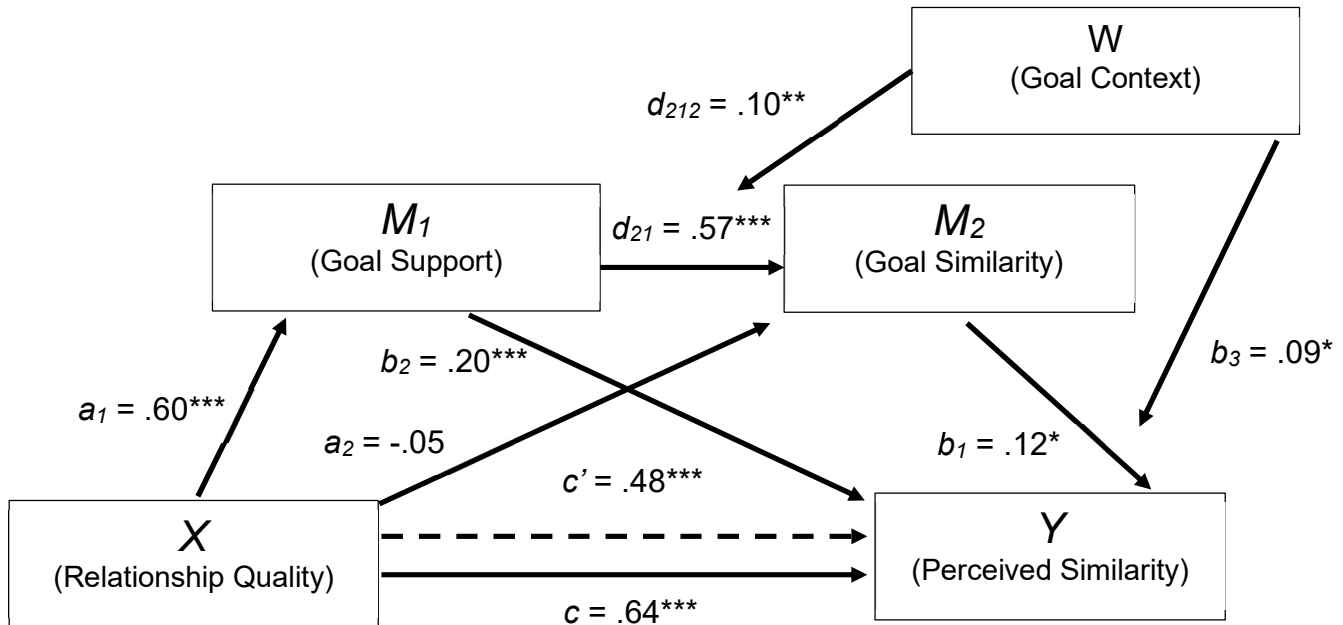 W
(Goal Context)
d212 = .10**
M1
(Goal Support)
d21 = .57***
M2
(Goal Similarity)
b2 = .20***
b3 = .09*
a1 = .60***
a2 = -.05
b1 = .12*
c’ = .48***
X
(Relationship Quality)
Y
(Perceived Similarity)
c = .64***